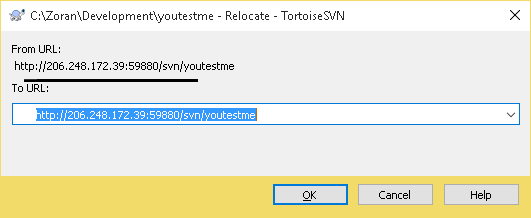 C:\Zoran\Development\youtestme - Relocate - TortoiseSVN
From URL:
http://206.248.172.39:59880/svn/youtestme
To URL:
http://206.248.172.39:59880/svn/youtestme
OK Cancel Help